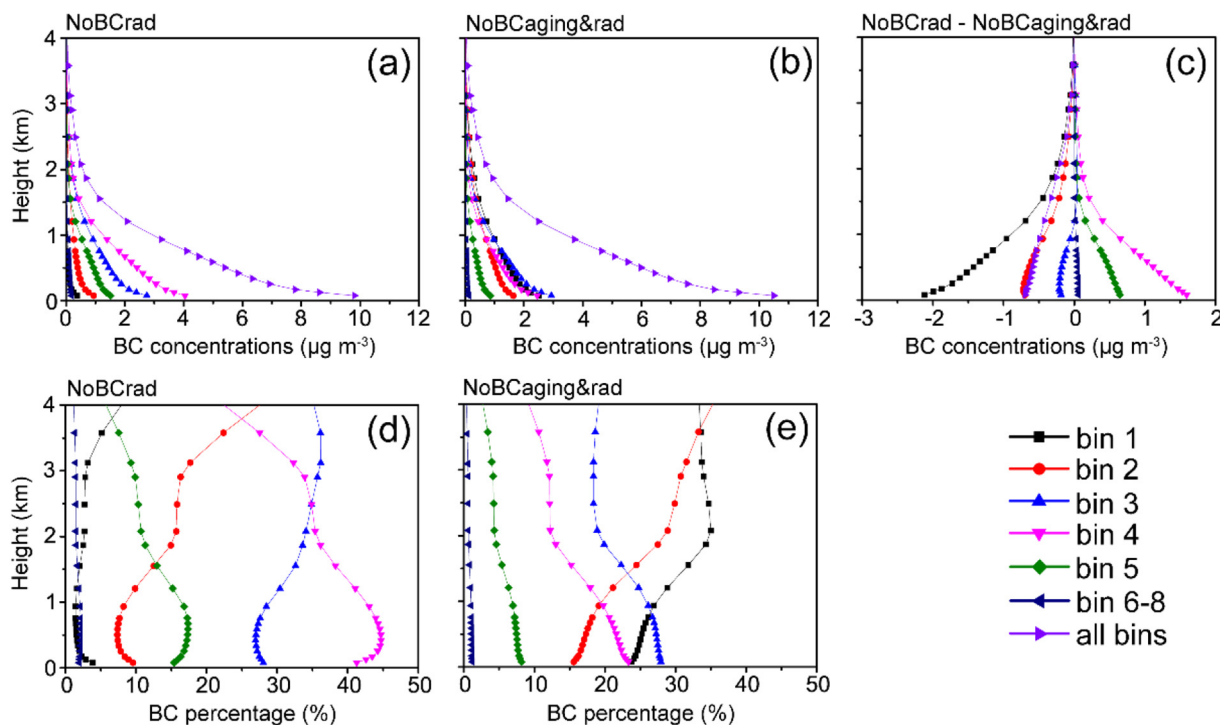 NoBCrad
NoBCaging&rad
NoBCrad - NoBCaging&rad
4
3
2
1
0
Height (km)
(a)
(b)
(c)
0 2 4 6 8 10 12
0 2 4 6 8 10 12
-3 -2 -1 0 1 2
BC concentrations (μg m⁻³)
BC concentrations (μg m⁻³)
BC concentrations (μg m⁻³)
NoBCrad
NoBCaging&rad
4
3
2
1
0
Height (km)
(d)
(e)
0 10 20 30 40 50
0 10 20 30 40 50
BC percentage (%)
BC percentage (%)
bin 1
bin 2
bin 3
bin 4
bin 5
bin 6-8
all bins